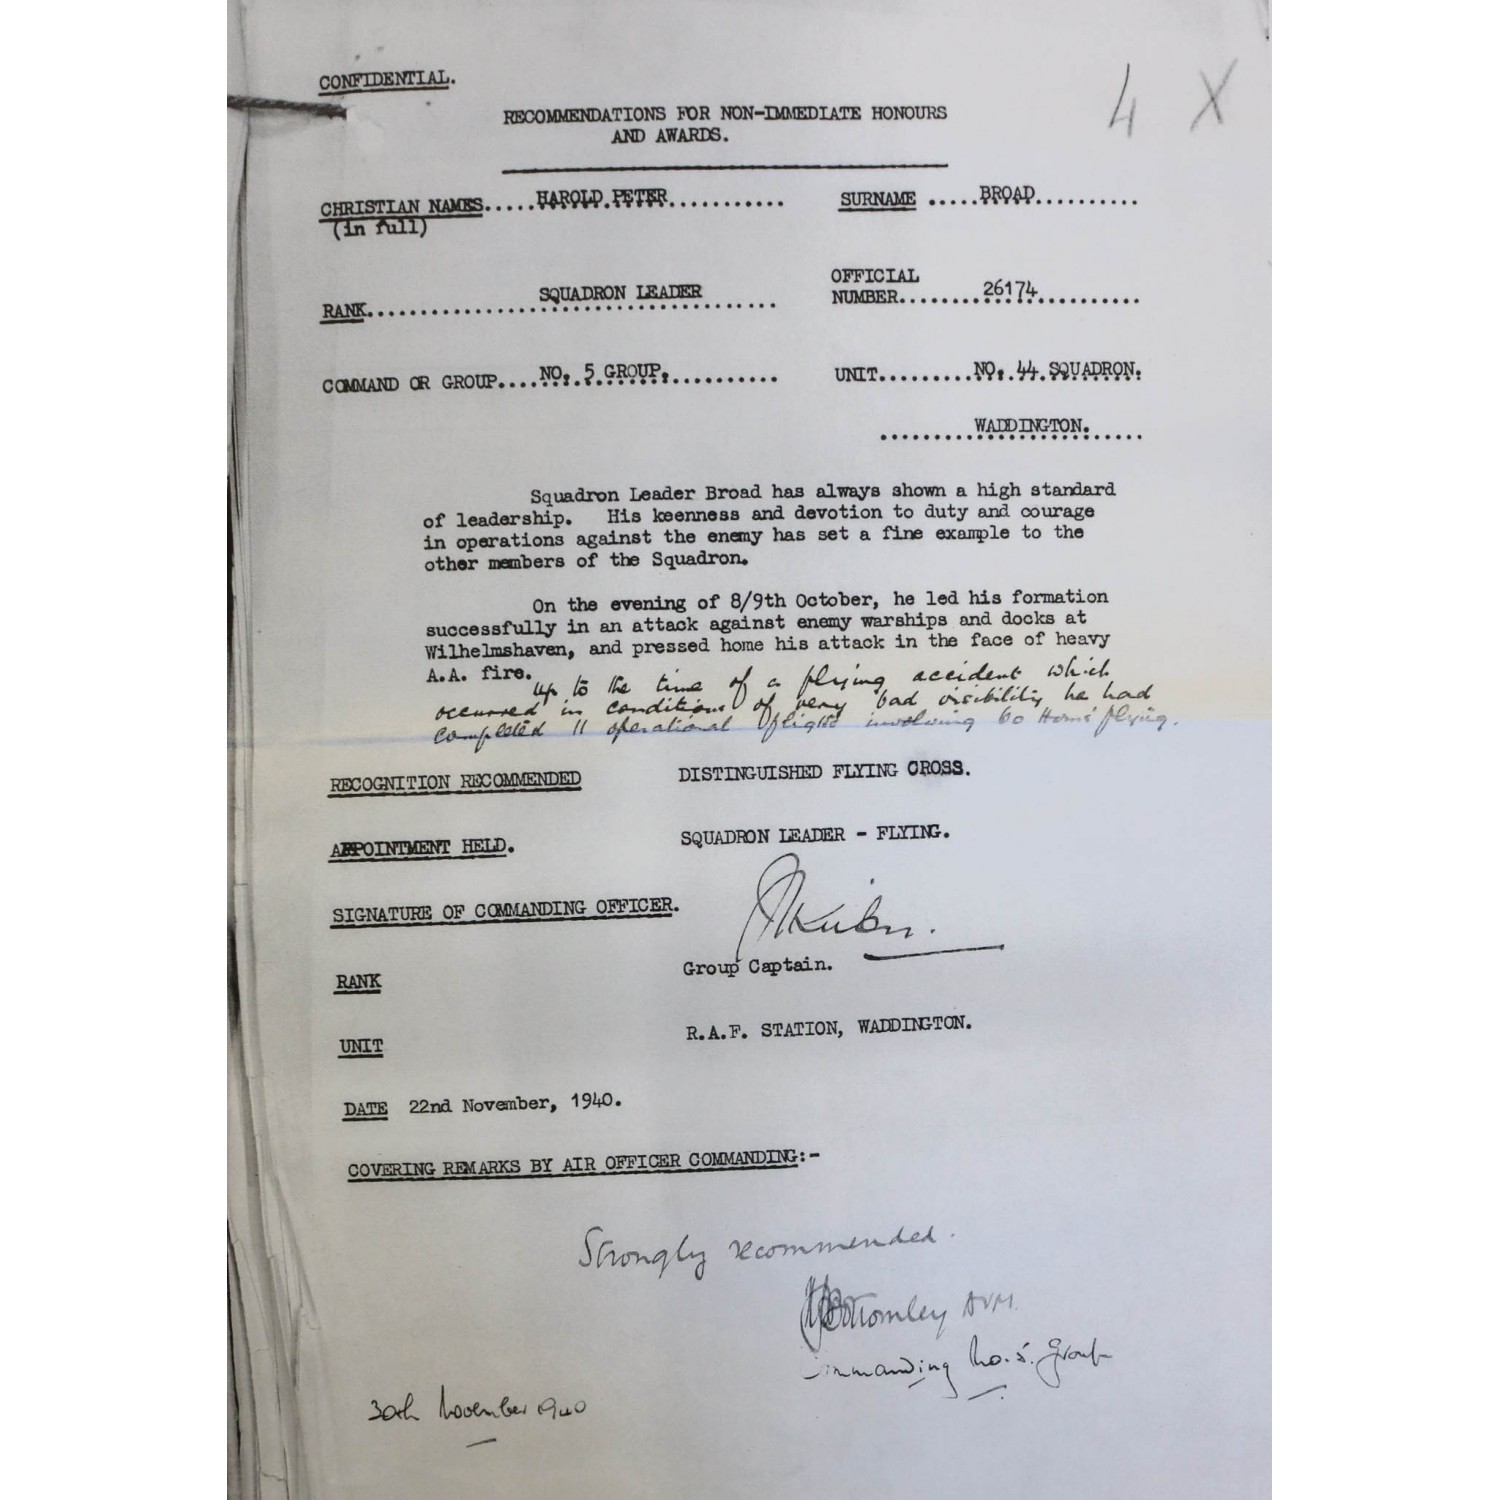 CONFIDENTIAL.
4 X
RECOMMENDATIONS FOR NON-IMMEDIATE HONOURS
AND AWARDS.
CHRISTIAN NAMES.....HAROLD PETER........... SURNAME .....BROAD..........
(in full)
RANK.......SQUADRON LEADER....... OFFICIAL
NUMBER........26174..........
COMMAND OR GROUP....NO. 5 GROUP........... UNIT.........NO. 44 SQUADRON.
.........WADDINGTON......
Squadron Leader Broad has always shown a high standard
of leadership. His keenness and devotion to duty and courage
in operations against the enemy has set a fine example to the
other members of the Squadron.
On the evening of 8/9th October, he led his formation
successfully in an attack against enemy warships and docks at
Wilhelmshaven, and pressed home his attack in the face of heavy
A.A. fire.
Up to the time of a flying accident which
occurred in conditions of very bad visibility he had
completed 11 operational flights involving 60 Hours flying.
RECOGNITION RECOMMENDED DISTINGUISHED FLYING CROSS.
APPOINTMENT HELD. SQUADRON LEADER - FLYING.
SIGNATURE OF COMMANDING OFFICER.
RANK Group Captain.
UNIT R.A.F. STATION, WADDINGTON.
DATE 22nd November, 1940.
COVERING REMARKS BY AIR OFFICER COMMANDING:-
Strongly recommended.
Bottomley AVM.
Commanding No. 5. Group
30th November 1940